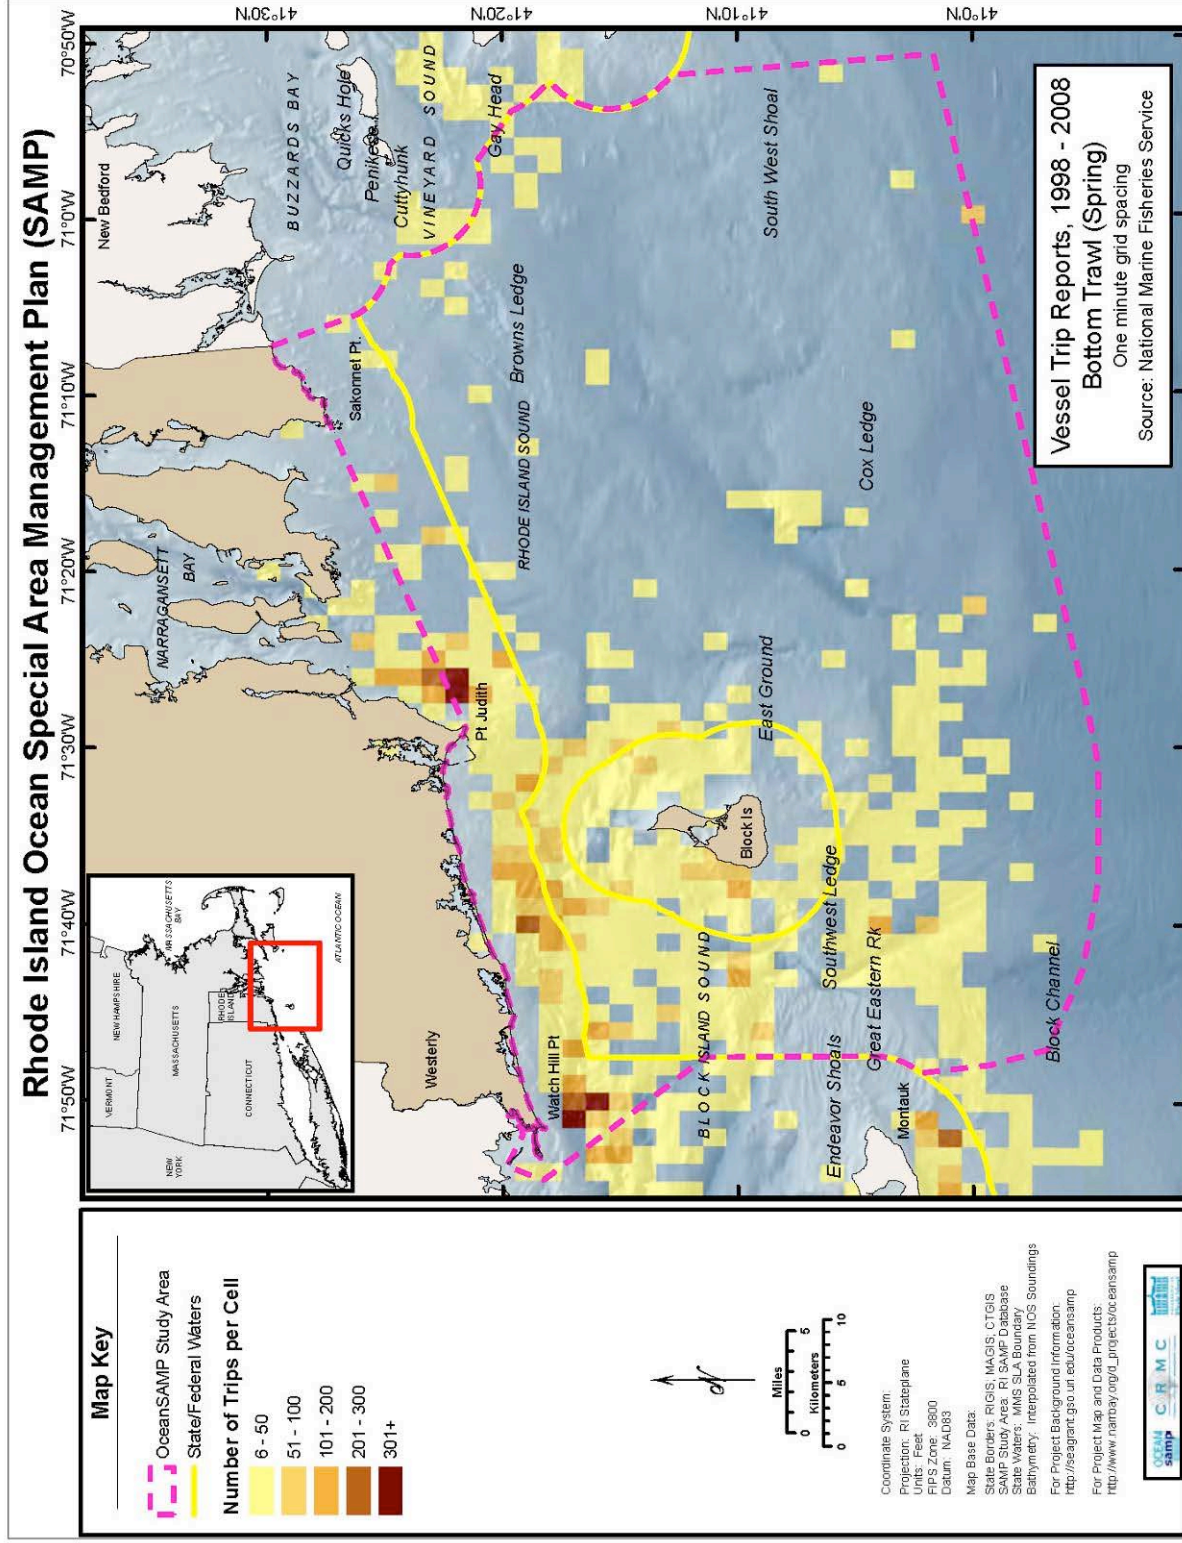 Rhode Island Ocean Special Area Management Plan (SAMP)
Map Key
OceanSAMP Study Area
State/Federal Waters
Number of Trips per Cell
6 - 50
51 - 100
101 - 200
201 - 300
301+
Miles
0 5
Kilometers
0 5 10
Coordinate System:
Projection: RI Stateplane
Units: Feet
FIPS Zone: 3800
Datum: NAD83
Map Base Data:
State Borders: RIGIS, MAGIS, CTGIS
SAMP Study Area: RI SAMP Database
State Waters: MMS SLA Boundary
Bathymetry: Interpolated from NOS Soundings
For Project Background Information:
http://seagrant.gso.uri.edu/oceansamp
For Project Map and Data Products:
http://www.narrbay.org/d_projects/oceansamp
OCEAN
samp
C R M C
71°50'W 71°40'W 71°30'W 71°20'W 71°10'W 71°0'W 70°50'W
41°30'N
41°20'N
41°10'N
41°0'N
VERMONT
NEW HAMPSHIRE
MASSACHUSETTS
BAY
MASSACHUSETTS
NEW
YORK
CONNECTICUT
RHODE
ISLAND
ATLANTIC OCEAN
New Bedford
NARRAGANSETT
BAY
BUZZARDS BAY
Quicks Hole
Penikese
Cuttyhunk
VINEYARD SOUND
Gay Head
Sakonnet Pt.
Westerly
Watch Hill Pt
Pt Judith
RHODE ISLAND SOUND
Browns Ledge
BLOCK ISLAND SOUND
Block Is
East Ground
South West Shoal
Endeavor Shoals
Southwest Ledge
Great Eastern Rk
Cox Ledge
Montauk
Block Channel
Vessel Trip Reports, 1998 - 2008
Bottom Trawl (Spring)
One minute grid spacing
Source: National Marine Fisheries Service